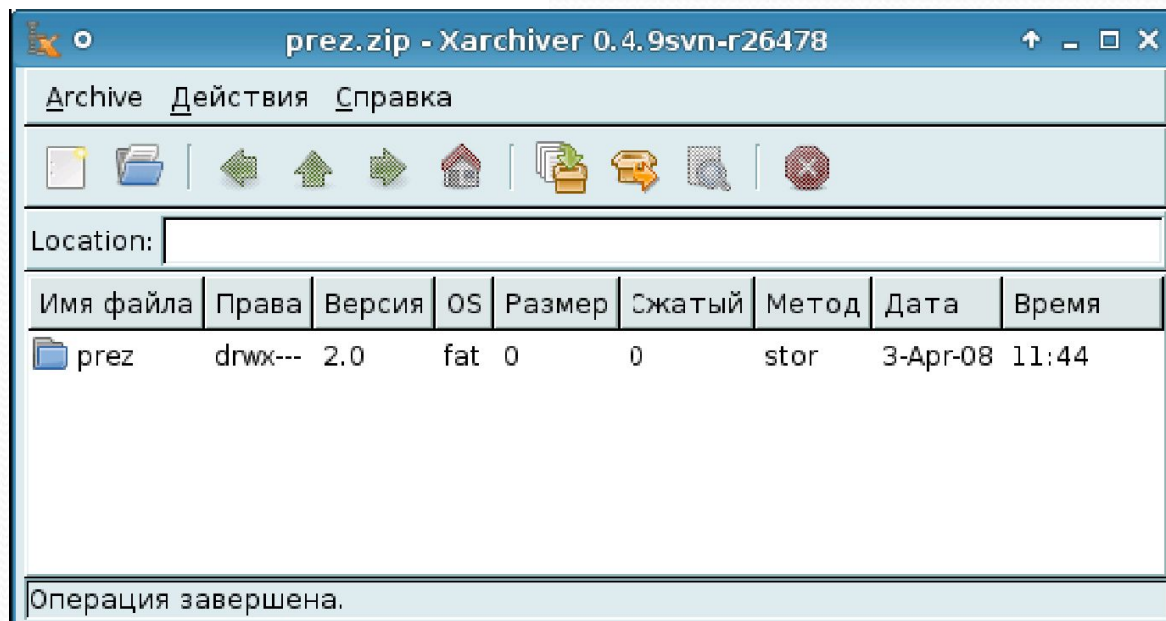 prez.zip - Xarchiver 0.4.9svn-r26478
Archive Действия Справка
Location:
Имя файла Права Версия OS Размер Сжатый Метод Дата Время
prez drwx--- 2.0 fat 0 0 stor 3-Apr-08 11:44
Операция завершена.